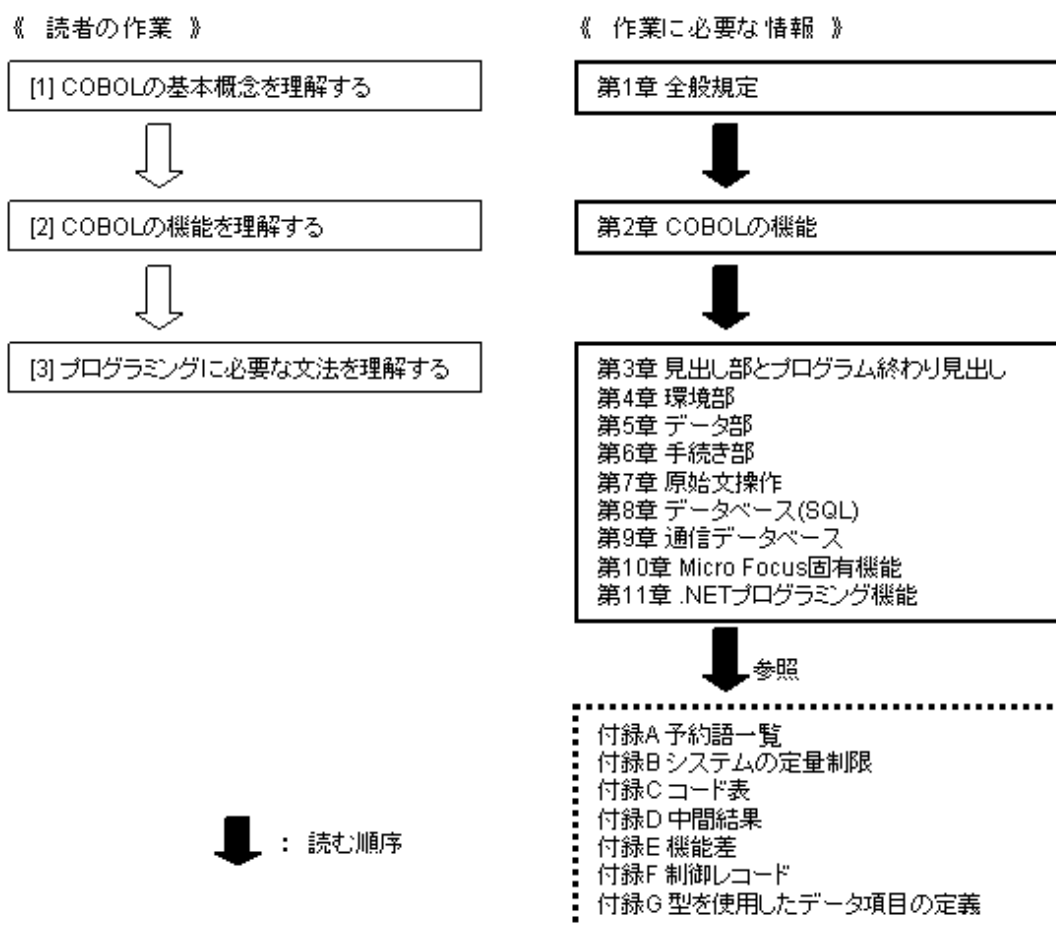 《 読者の作業 》
《 作業に必要な情報 》
[1] COBOLの基本概念を理解する
第1章 全般規定
[2] COBOLの機能を理解する
第2章 COBOLの機能
[3] プログラミングに必要な文法を理解する
第3章 見出し部とプログラム終わり見出し
第4章 環境部
第5章 データ部
第6章 手続き部
第7章 原始文操作
第8章 データベース(SQL)
第9章 通信データベース
第10章 Micro Focus固有機能
第11章 .NETプログラミング機能
参照
付録A 予約語一覧
付録B システムの定量制限
付録C コード表
付録D 中間結果
付録E 機能差
付録F 制御レコード
付録G 型を使用したデータ項目の定義
： 読む順序